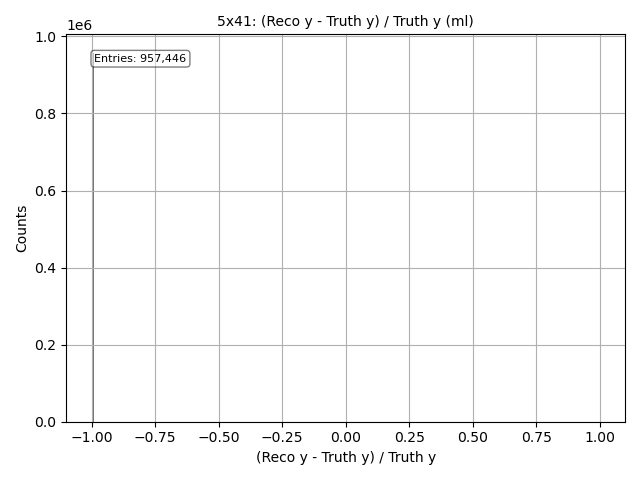 5x41: (Reco y - Truth y) / Truth y (ml)
1e6
Entries: 957,446
1.0
0.8
0.6
0.4
0.2
0.0
Counts
−1.00 −0.75 −0.50 −0.25 0.00 0.25 0.50 0.75 1.00
(Reco y - Truth y) / Truth y